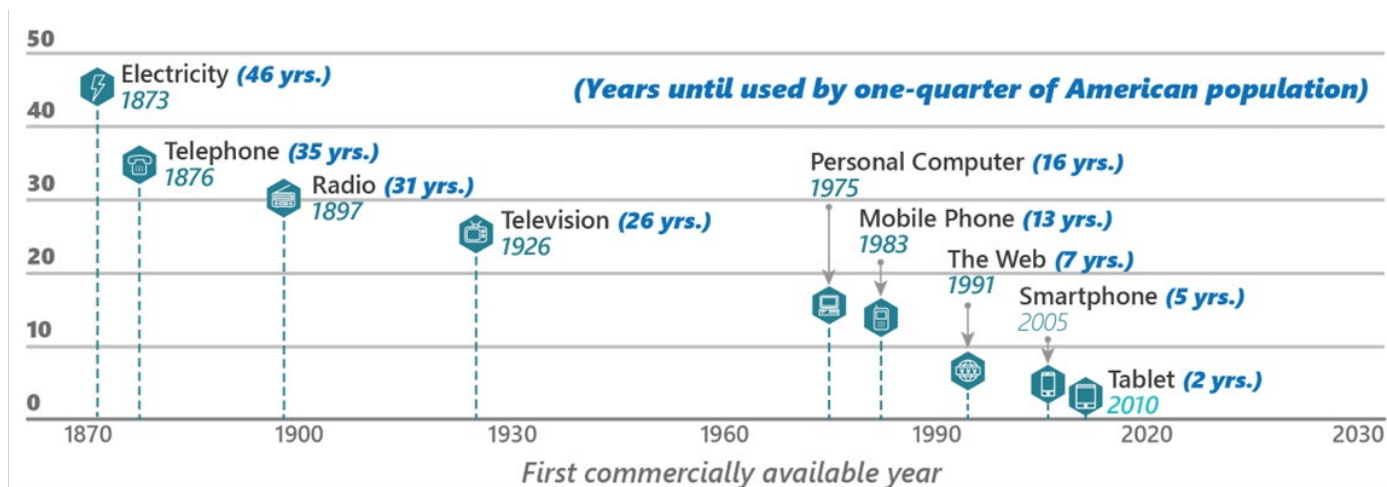 50
Electricity (46 yrs.)
1873
(Years until used by one-quarter of American population)
40
Telephone (35 yrs.)
1876
Personal Computer (16 yrs.)
1975
30
Radio (31 yrs.)
1897
Television (26 yrs.)
1926
Mobile Phone (13 yrs.)
1983
20
The Web (7 yrs.)
1991
Smartphone (5 yrs.)
2005
10
Tablet (2 yrs.)
2010
0
1870 1900 1930 1960 1990 2020 2030
First commercially available year